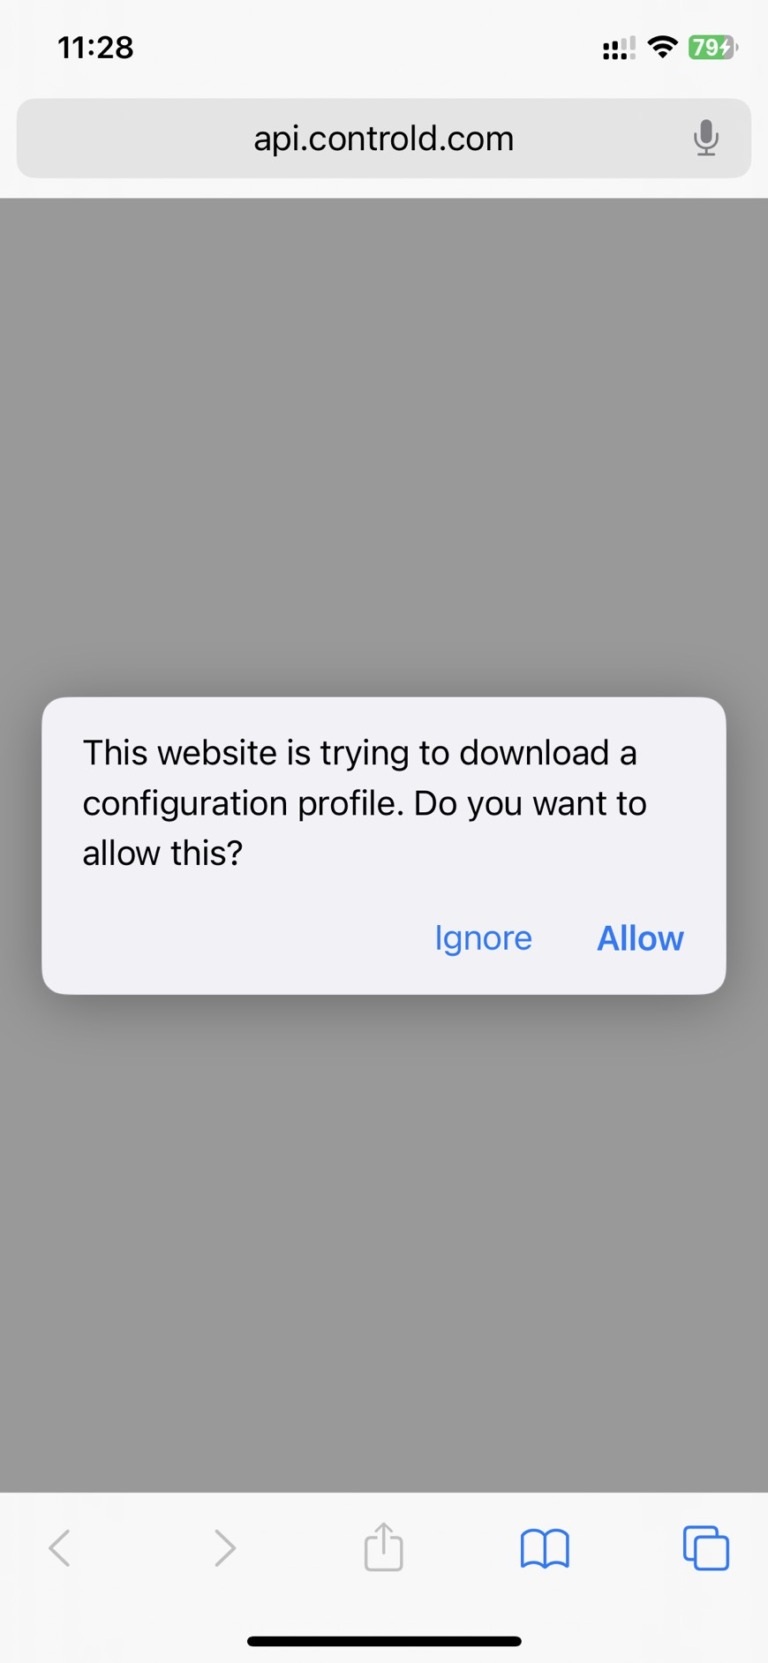 11:28
79
api.controld.com
This website is trying to download a
configuration profile. Do you want to
allow this?
Ignore Allow